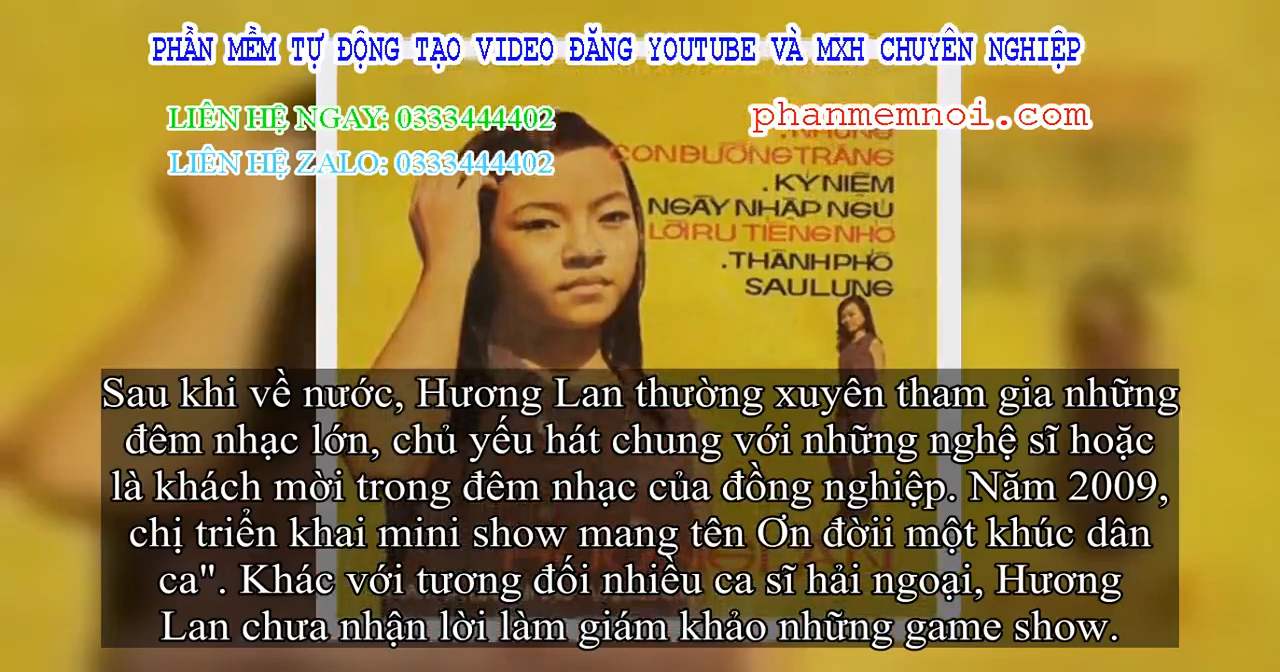 PHẦN MỀM TỰ ĐỘNG TẠO VIDEO ĐĂNG YOUTUBE VÀ MXH CHUYÊN NGHIỆP
LIÊN HỆ NGAY: 0333444402
phanmemnoi.com
LIÊN HỆ ZALO: 0333444402
.NHỮNG
CON ĐƯỜNG TRẮNG
.KỶ NIỆM
NGÀY NHẬP NGŨ
LỜI RU TIẾNG NHỎ
.THÀNH PHỐ
SAU LƯNG
Sau khi về nước, Hương Lan thường xuyên tham gia những
đêm nhạc lớn, chủ yếu hát chung với những nghệ sĩ hoặc
là khách mời trong đêm nhạc của đồng nghiệp. Năm 2009,
chị triển khai mini show mang tên Ơn đờii một khúc dân
ca". Khác với tương đối nhiều ca sĩ hải ngoại, Hương
Lan chưa nhận lời làm giám khảo những game show.